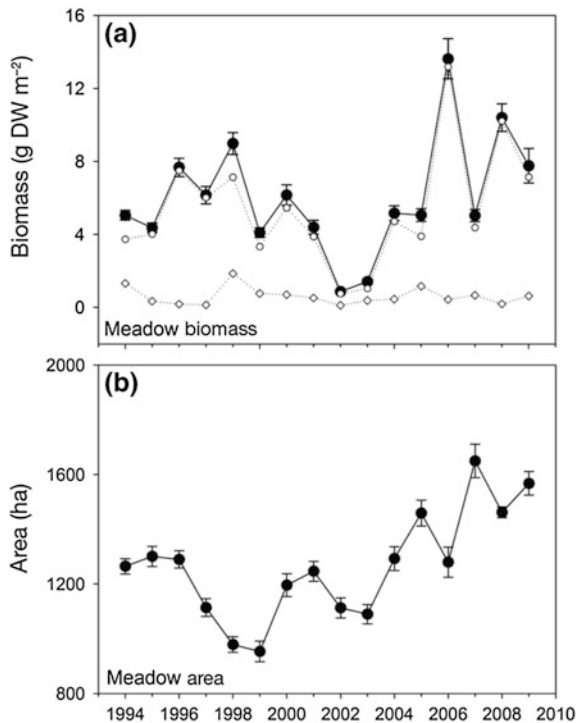 (a)
16
12
8
4
0
Biomass (g DW m⁻²)
Meadow biomass
(b)
2000
1600
1200
800
Area (ha)
Meadow area
1994 1996 1998 2000 2002 2004 2006 2008 2010